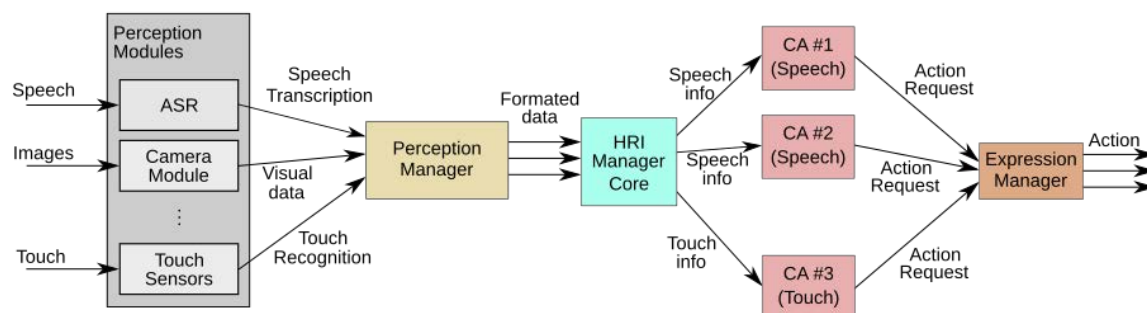 Perception
Modules
Speech
ASR
Images
Camera
Module
⋮
Touch
Touch
Sensors
Speech
Transcription
Visual
data
Touch
Recognition
Perception
Manager
Formated
data
HRI
Manager
Core
Speech
info
Speech
info
Touch
info
CA #1
(Speech)
CA #2
(Speech)
CA #3
(Touch)
Action
Request
Action
Request
Action
Request
Expression
Manager
Action